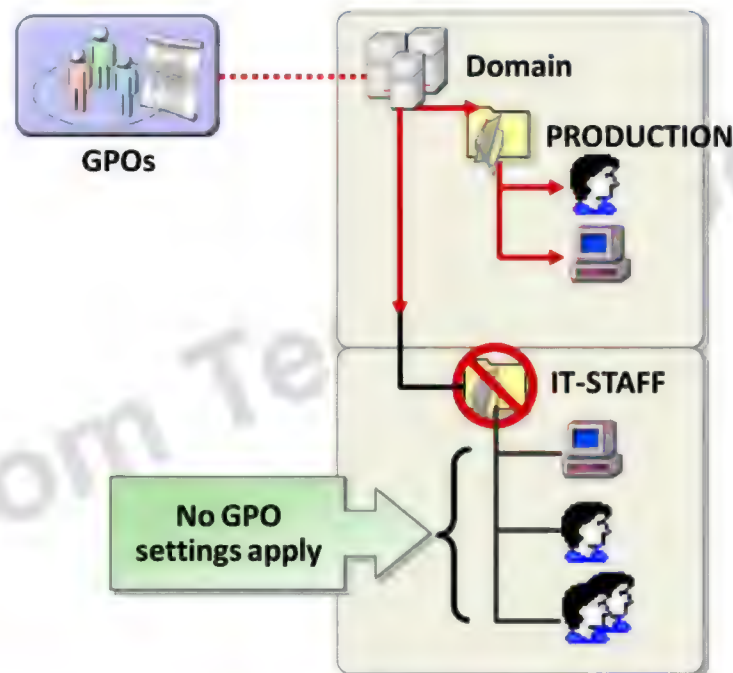 Domain
PRODUCTION
GPOs
IT-STAFF
No GPO
settings apply